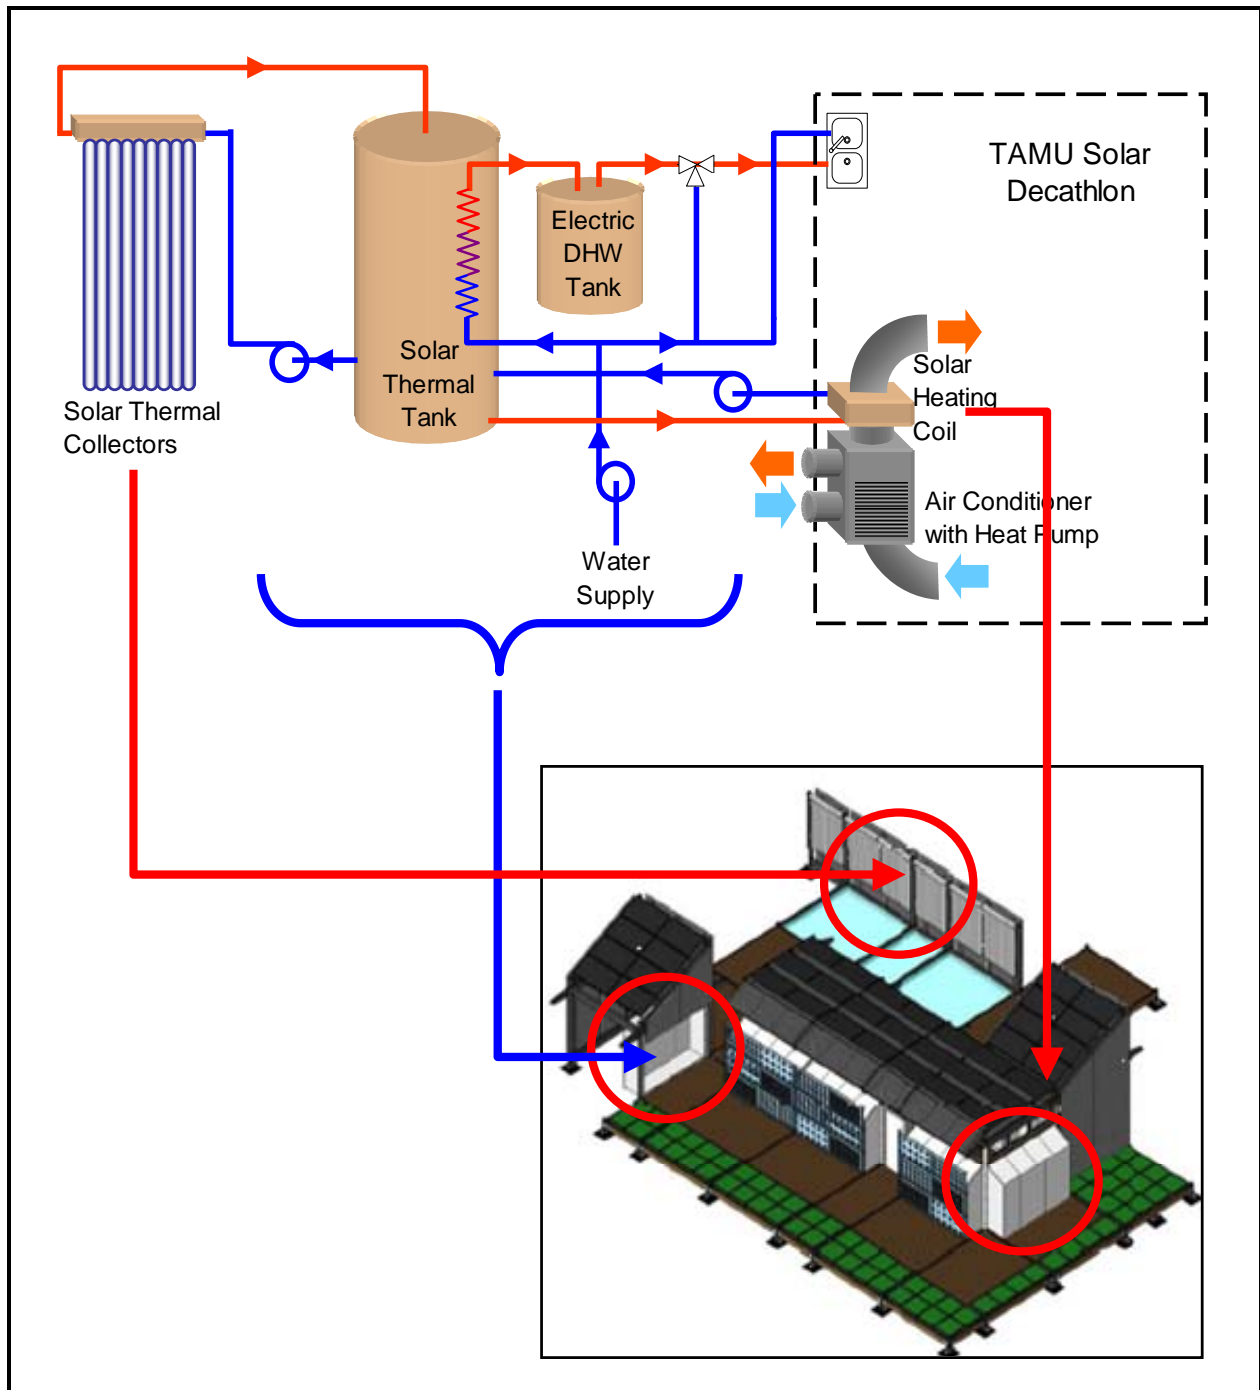 TAMU Solar
Decathlon
Electric
DHW
Tank
Solar
Thermal
Tank
Solar Thermal
Collectors
Solar
Heating
Coil
Air Conditioner
with Heat Pump
Water
Supply